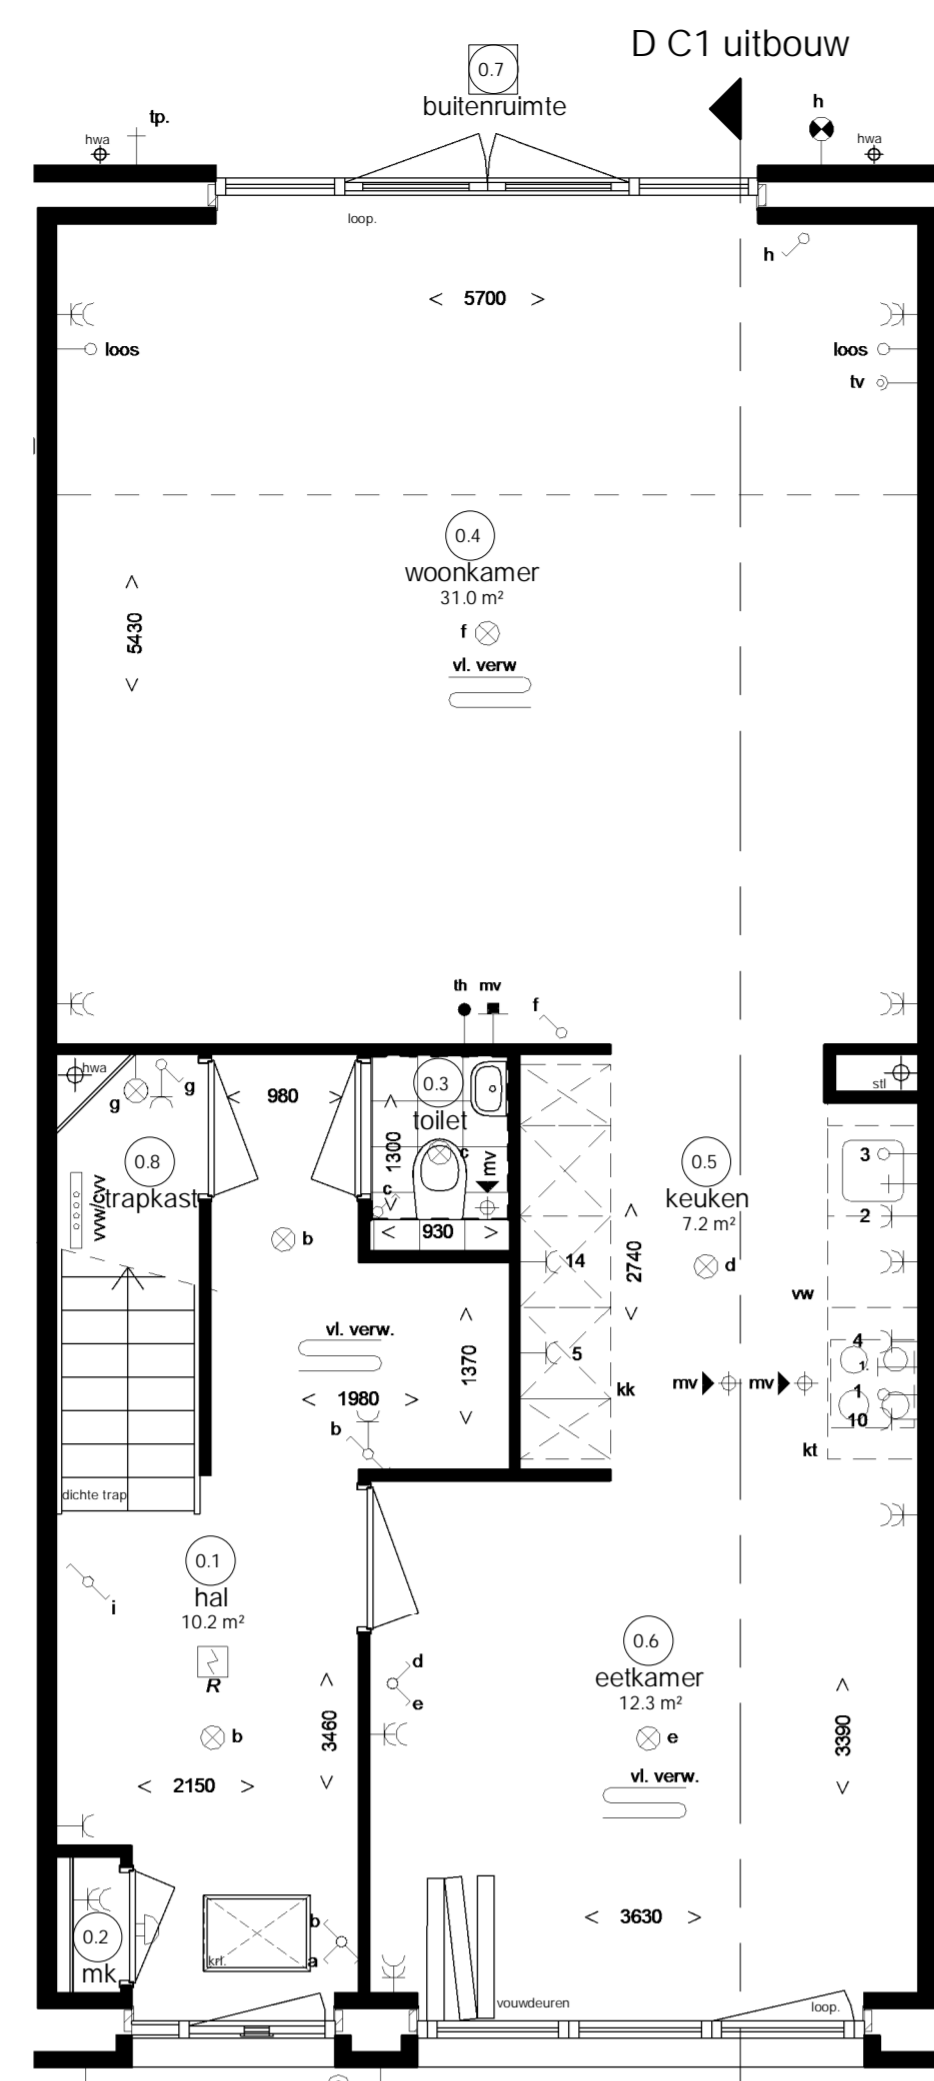 D C1 uitbouw
0.7
buitenruimte
h
tp.
hwa
hwa
loop.
h
< 5700 >
loos
loos
tv
0.4
woonkamer
31.0 m²
< 5430 >
f
vl. verw
th mv
f
hwa
g
g
< 980 >
0.3
toilet
stl
0.8
trapkast
vvw/cvv
< 1300 >
c
c
mv
< 930 >
0.5
keuken
7.2 m²
3
2
b
14
< 2740 >
d
vw
vl. verw.
5
4
1.
< 1370 >
kk
mv
mv
1
10
< 1980 >
b
kt
dichte trap
0.1
hal
10.2 m²
i
R
b
< 3460 >
< 2150 >
d
e
0.6
eetkamer
12.3 m²
e
< 3390 >
vl. verw.
< 3630 >
0.2
mk
b
a
krl.
vouwdeuren
loop.